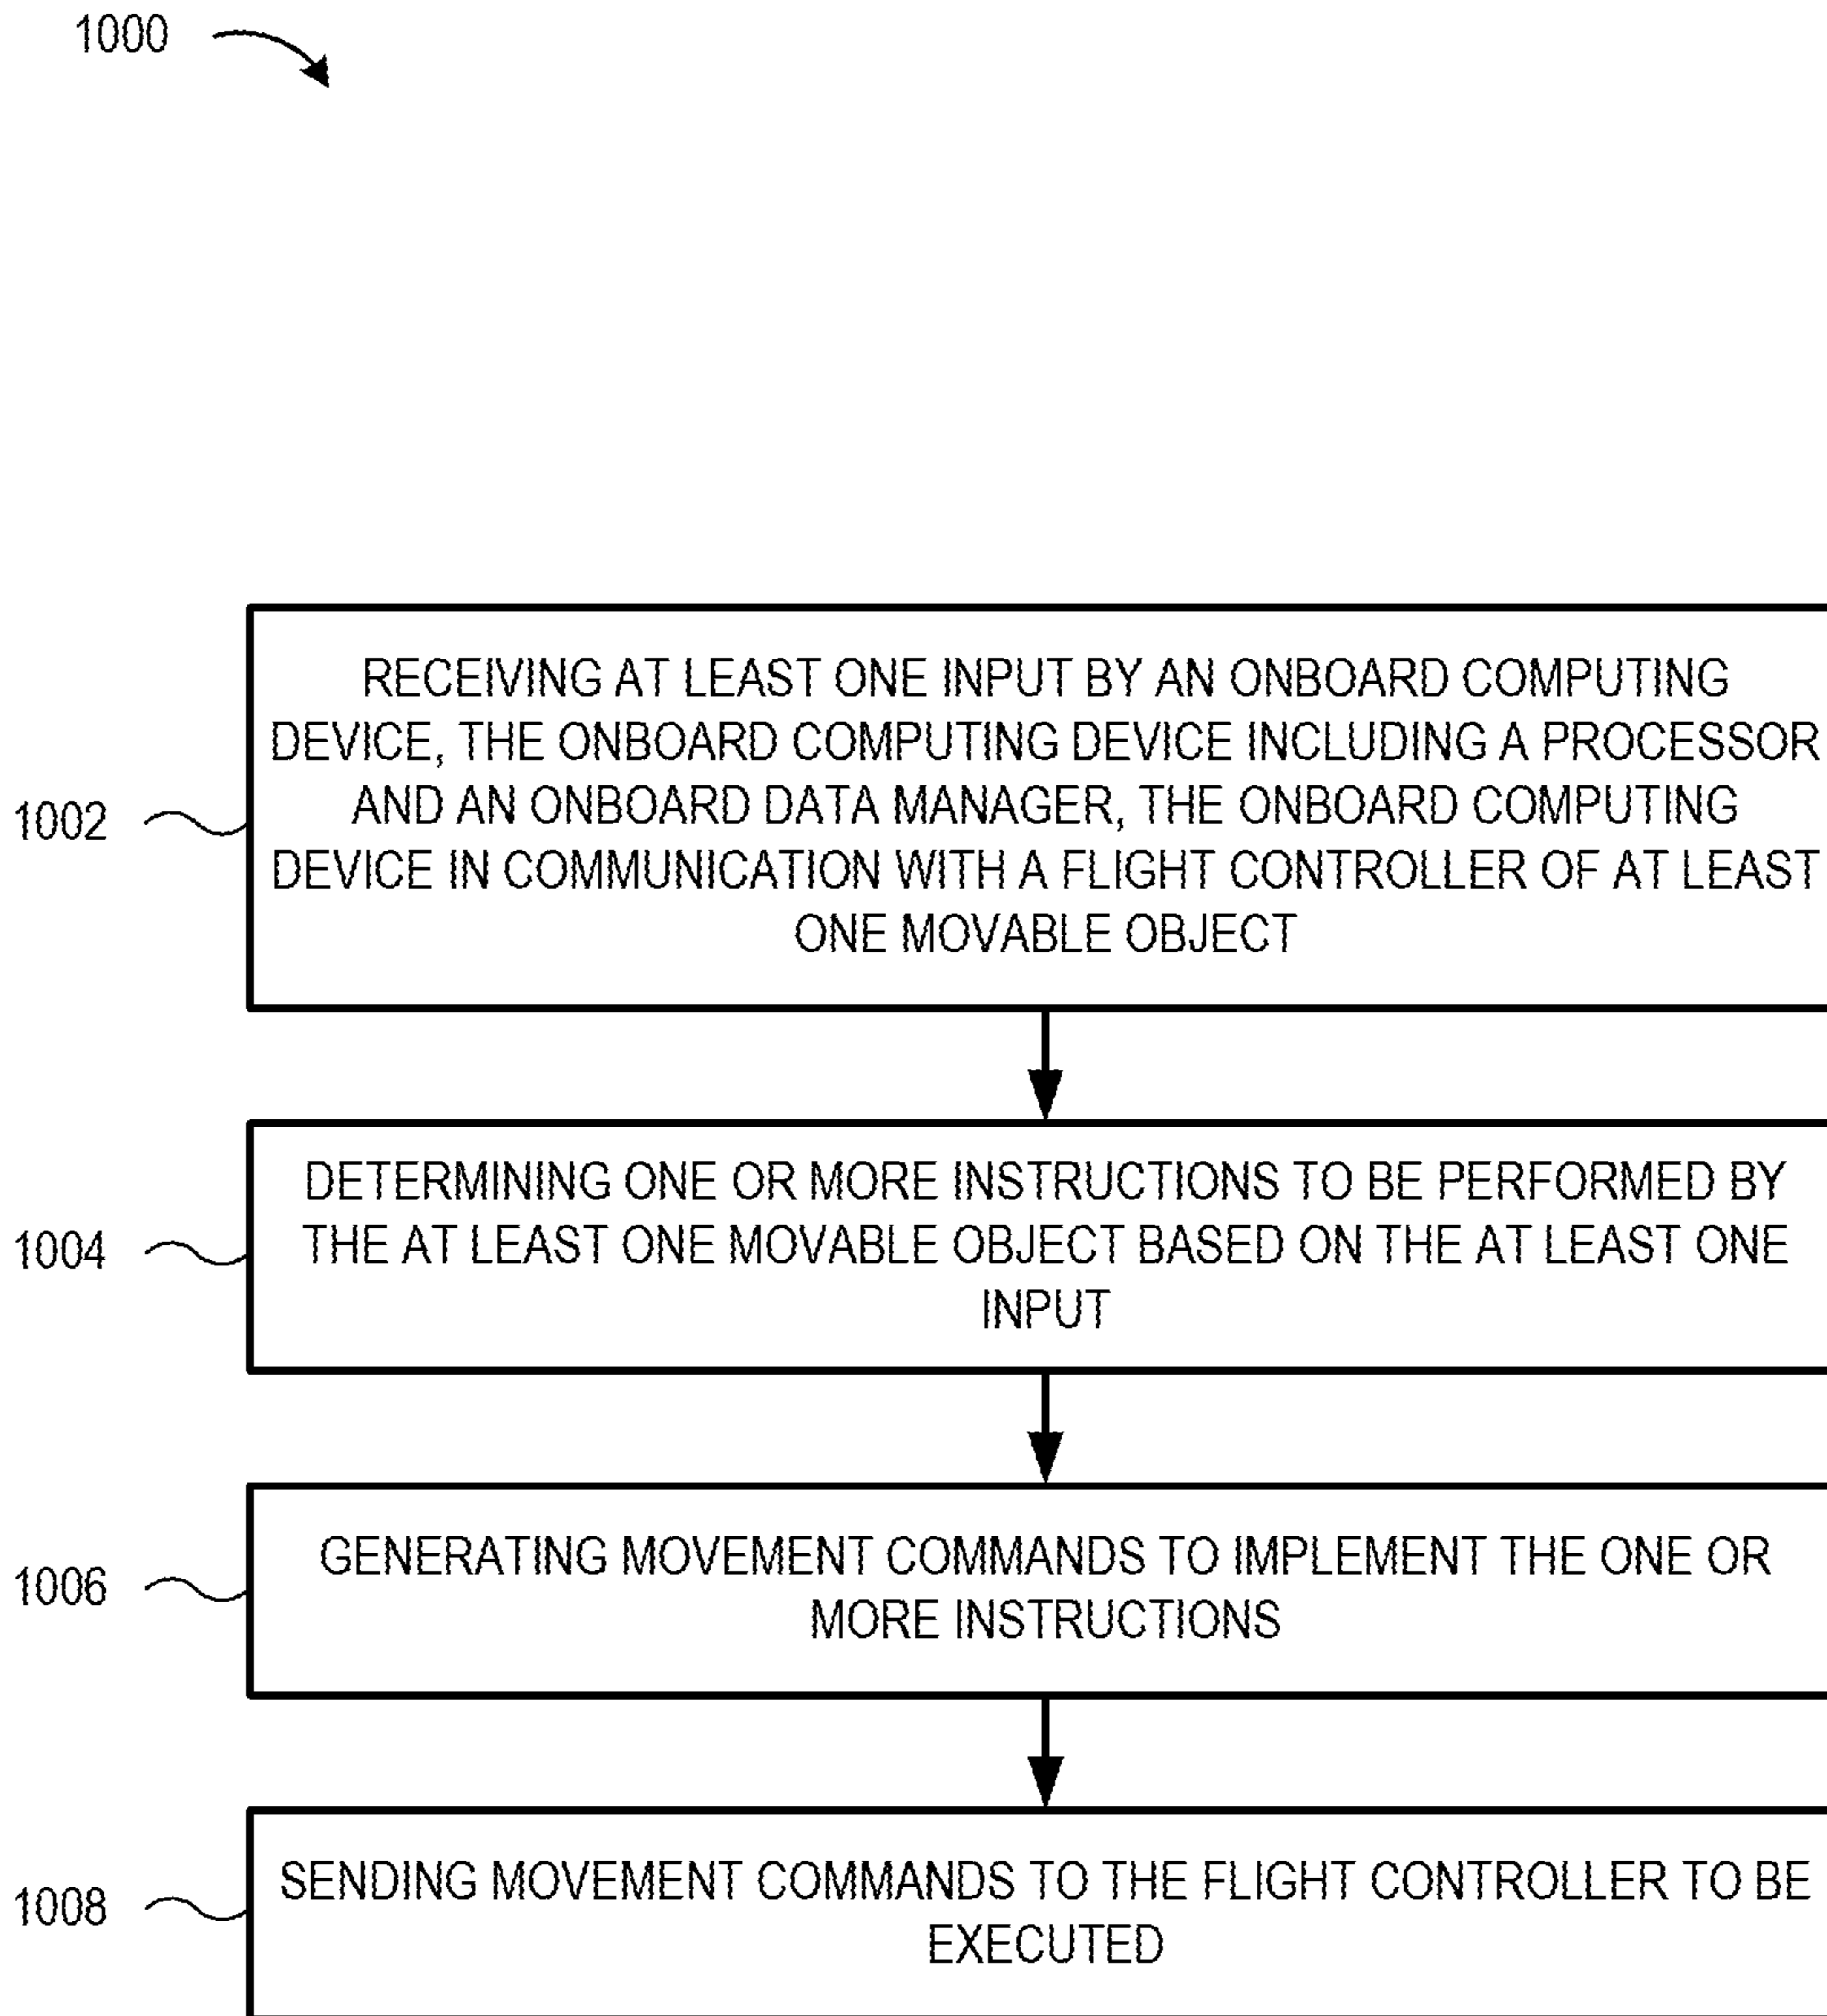 1000
RECEIVING AT LEAST ONE INPUT BY AN ONBOARD COMPUTING
DEVICE, THE ONBOARD COMPUTING DEVICE INCLUDING A PROCESSOR
AND AN ONBOARD DATA MANAGER, THE ONBOARD COMPUTING
DEVICE IN COMMUNICATION WITH A FLIGHT CONTROLLER OF AT LEAST
ONE MOVABLE OBJECT
1002
DETERMINING ONE OR MORE INSTRUCTIONS TO BE PERFORMED BY
THE AT LEAST ONE MOVABLE OBJECT BASED ON THE AT LEAST ONE
INPUT
1004
GENERATING MOVEMENT COMMANDS TO IMPLEMENT THE ONE OR
MORE INSTRUCTIONS
1006
SENDING MOVEMENT COMMANDS TO THE FLIGHT CONTROLLER TO BE
EXECUTED
1008